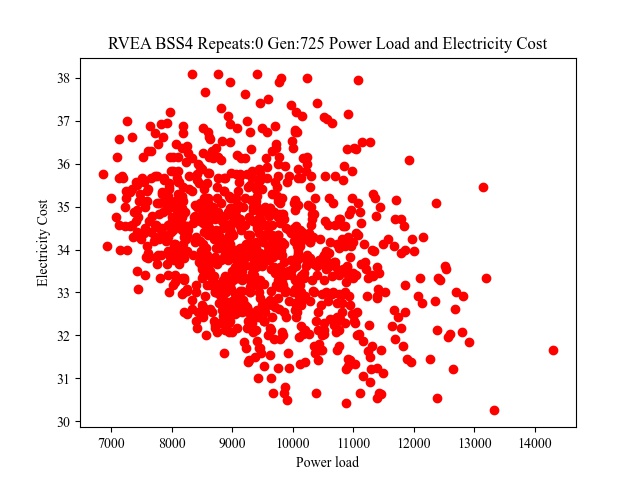 RVEA BSS4 Repeats:0 Gen:725 Power Load and Electricity Cost
38
37
36
35
34
33
32
31
30
Electricity Cost
7000 8000 9000 10000 11000 12000 13000 14000
Power load